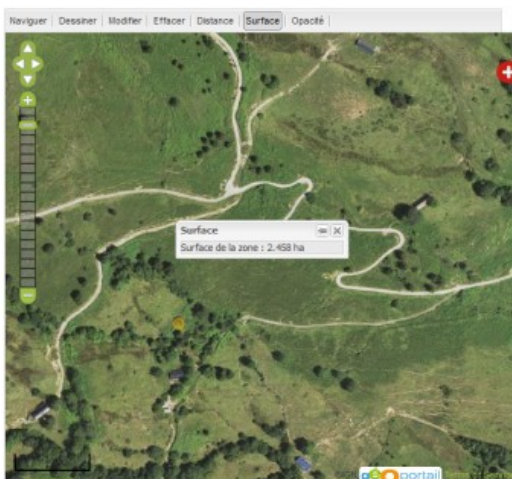 Naviguer | Dessiner | Modifier | Effacer | Distance | Surface | Opacité |
Surface
Surface de la zone : 2.458 ha
géoportail